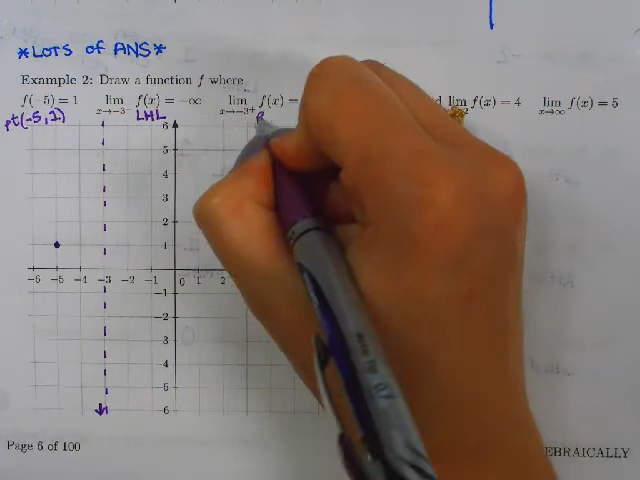 *LOTS OF ANS*
Example 2: Draw a function f where
f(−5) = 1 lim x→−3⁻ f(x) = −∞ lim x→−3⁺ f(x) = lim f(x) = 4 lim x→∞ f(x) = 5
pt(-5,1) LHL R
6
5
4
3
2
1
−6 −5 −4 −3 −2 −1 0 1 2
−1
−2
−3
−4
−5
−6
Page 6 of 100 EBRAICALLY